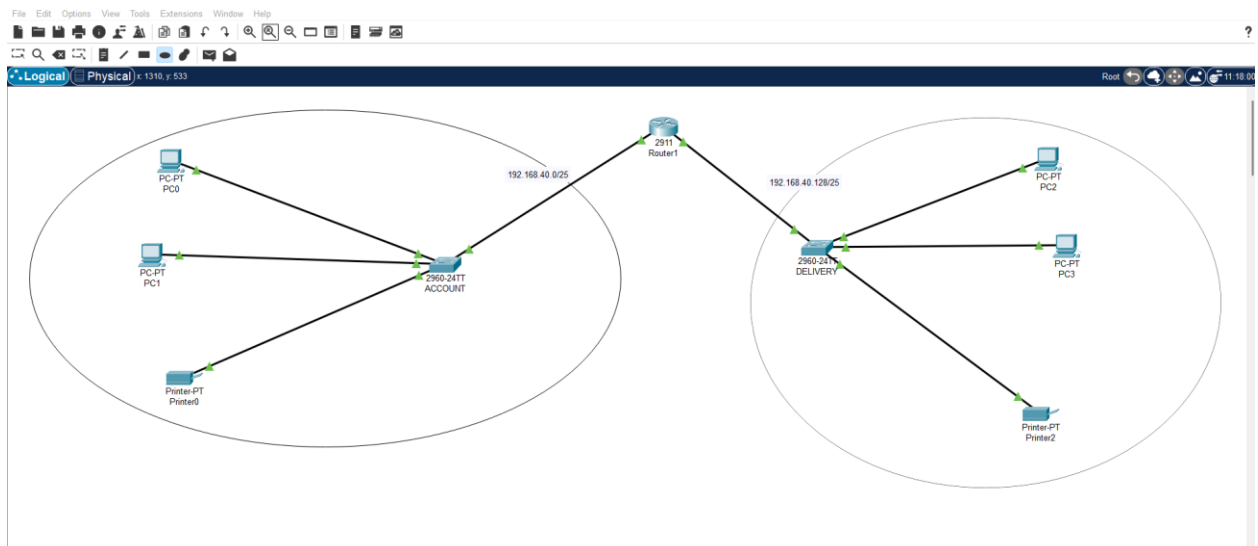 File Edit Options View Tools Extensions Window Help
?
Logical Physical x: 1310, y: 533 Root 11:18:00
2911
Router1
192.168.40.0/25
192.168.40.128/25
PC-PT
PC0
PC-PT
PC2
PC-PT
PC1
2960-24TT
ACCOUNT
2960-24TT
DELIVERY
PC-PT
PC3
Printer-PT
Printer0
Printer-PT
Printer2